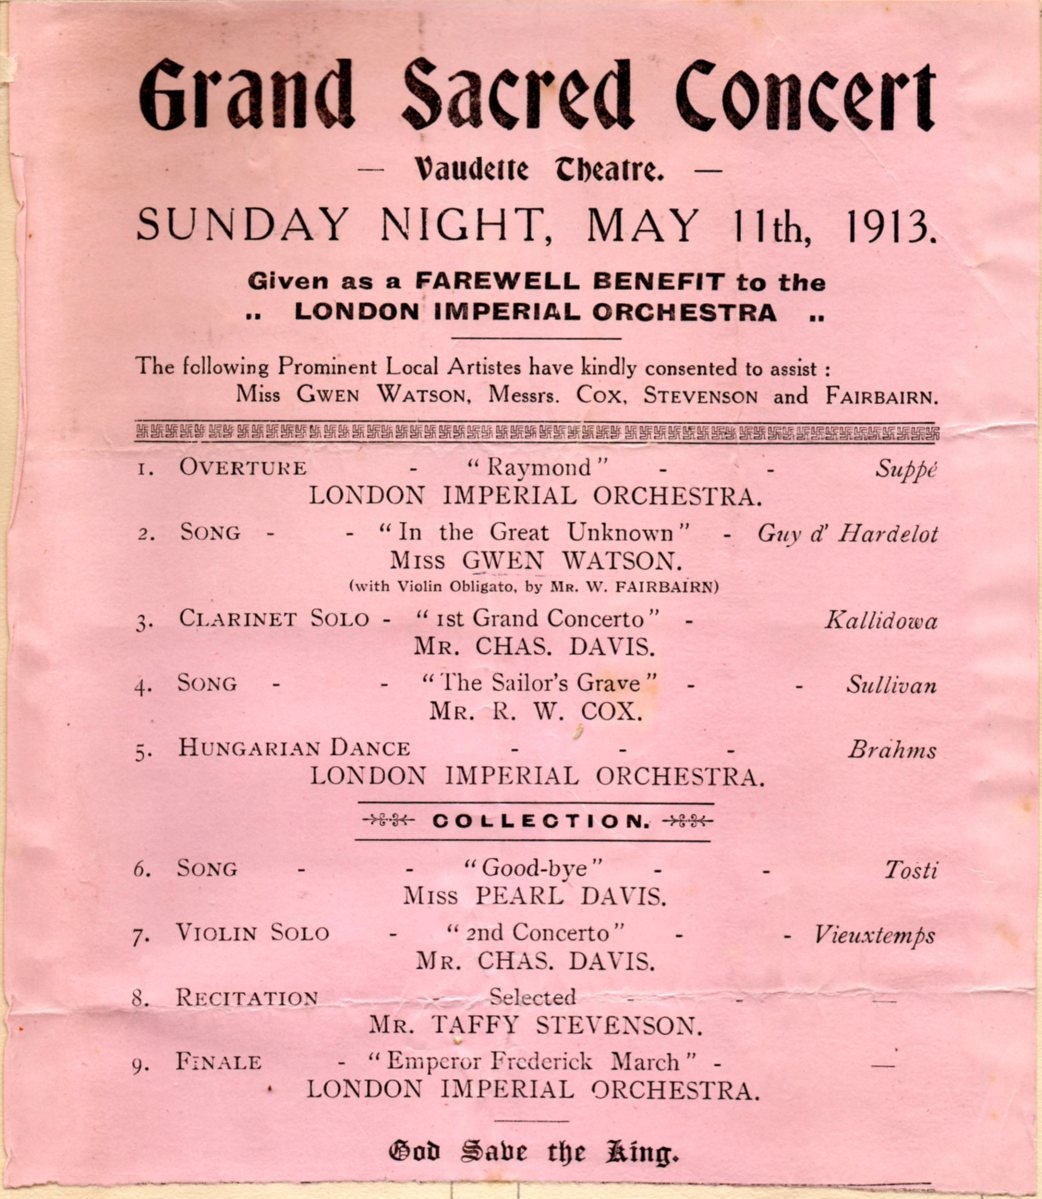 Grand Sacred Concert
— Vaudette Theatre. —
SUNDAY NIGHT, MAY 11th, 1913.
Given as a FAREWELL BENEFIT to the
.. LONDON IMPERIAL ORCHESTRA ..
The following Prominent Local Artistes have kindly consented to assist :
Miss GWEN WATSON, Messrs. COX, STEVENSON and FAIRBAIRN.
1. OVERTURE - "Raymond" - - Suppé
LONDON IMPERIAL ORCHESTRA.
2. SONG - - "In the Great Unknown" - Guy d' Hardelot
Miss GWEN WATSON.
(with Violin Obligato, by MR. W. FAIRBAIRN)
3. CLARINET SOLO - "1st Grand Concerto" - Kallidowa
MR. CHAS. DAVIS.
4. SONG - - "The Sailor's Grave" - - Sullivan
MR. R. W. COX.
5. HUNGARIAN DANCE - - - Brahms
LONDON IMPERIAL ORCHESTRA.
COLLECTION.
6. SONG - - "Good-bye" - - Tosti
Miss PEARL DAVIS.
7. VIOLIN SOLO - "2nd Concerto" - - Vieuxtemps
MR. CHAS. DAVIS.
8. RECITATION - Selected - - —
MR. TAFFY STEVENSON.
9. FINALE - "Emperor Frederick March" - —
LONDON IMPERIAL ORCHESTRA.
God Save the King.